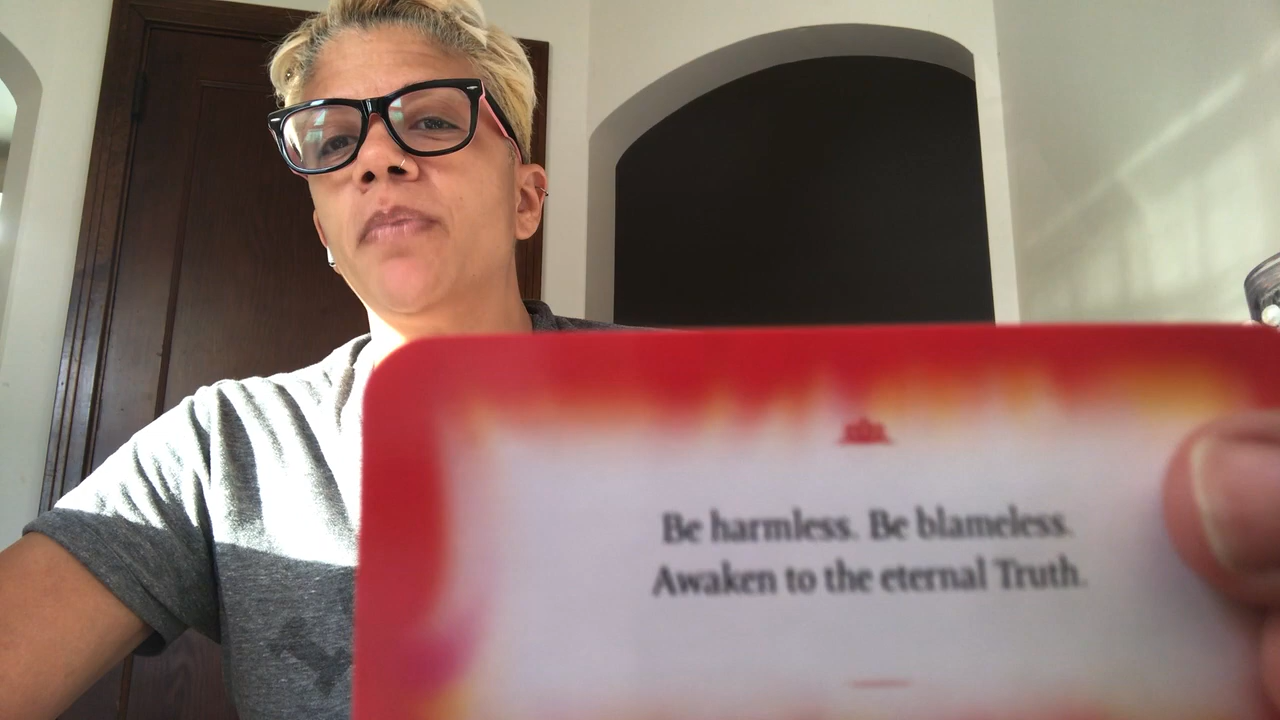 Be harmless. Be blameless.
Awaken to the eternal Truth.